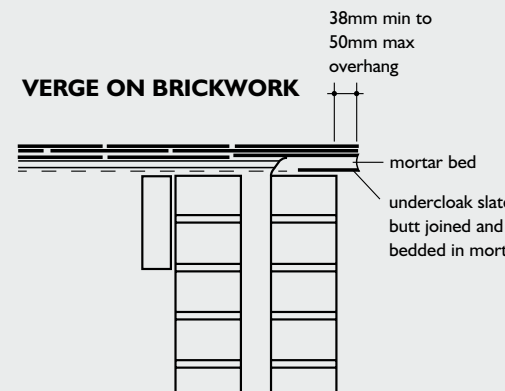 38mm min to
50mm max
overhang
VERGE ON BRICKWORK
mortar bed
undercloak slate
butt joined and
bedded in mort